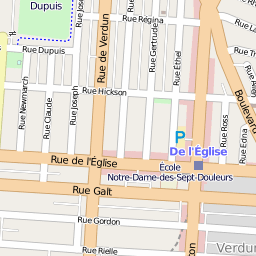 Dupuis
Rue Régina
Rue Dupuis
Rue de Verdun
Rue Gertrude
Rue Ethel
Rue Hickson
Rue Newmarch
Rue Claude
Rue Joseph
Boulevard
P
De l'Église
Rue Ross
Rue Edna
Rue de l'Église
École
Notre-Dame-des-Sept-Douleurs
Rue Galt
Rue Gordon
Rue Rielle
Verdun